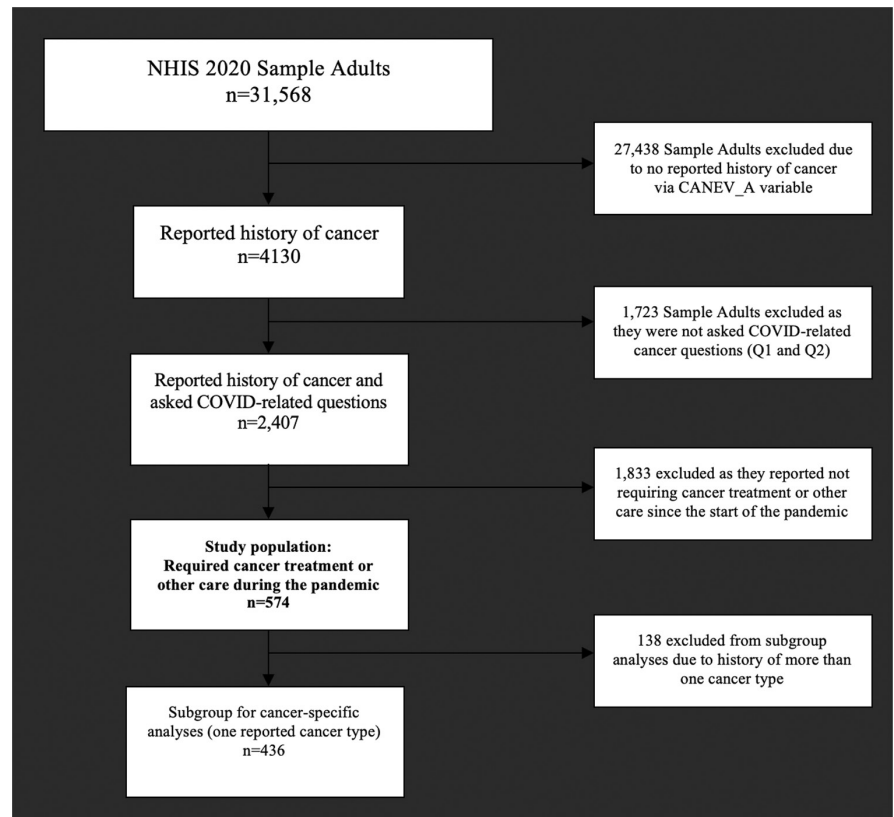 NHIS 2020 Sample Adults
n=31,568
27,438 Sample Adults excluded due
to no reported history of cancer
via CANEV_A variable
Reported history of cancer
n=4130
1,723 Sample Adults excluded as
they were not asked COVID-related
cancer questions (Q1 and Q2)
Reported history of cancer and
asked COVID-related questions
n=2,407
1,833 excluded as they reported not
requiring cancer treatment or other
care since the start of the pandemic
Study population:
Required cancer treatment or
other care during the pandemic
n=574
138 excluded from subgroup
analyses due to history of more than
one cancer type
Subgroup for cancer-specific
analyses (one reported cancer type)
n=436